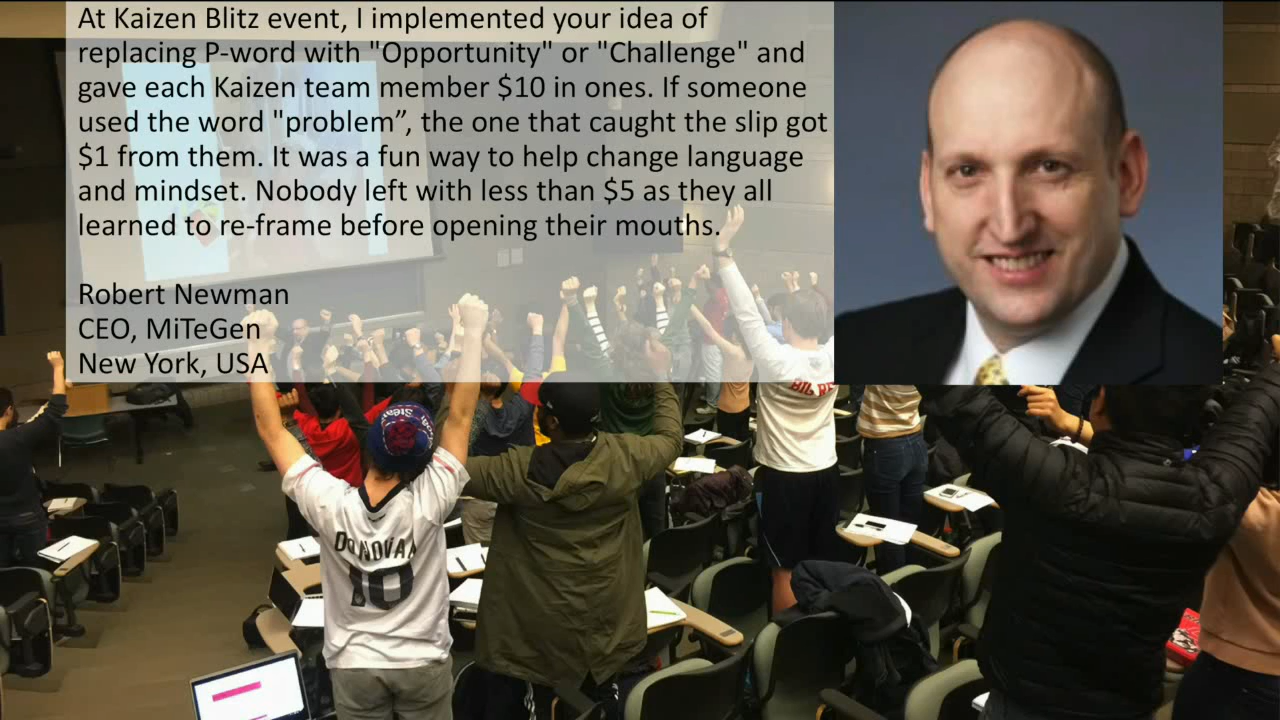 At Kaizen Blitz event, I implemented your idea of
replacing P-word with "Opportunity" or "Challenge" and
gave each Kaizen team member $10 in ones. If someone
used the word "problem”, the one that caught the slip got
$1 from them. It was a fun way to help change language
and mindset. Nobody left with less than $5 as they all
learned to re-frame before opening their mouths.
Robert Newman
CEO, MiTeGen
New York, USA
DONOVAN
10